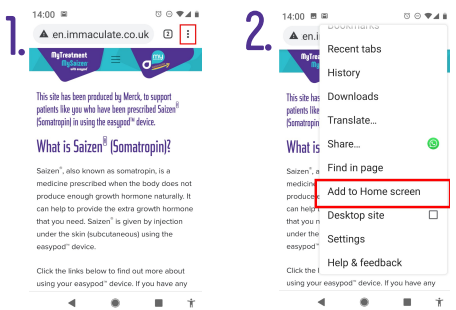 1.
14:00
en.immaculate.co.uk
2
MyTreatment
MySaizen
with easypod
my
This site has been produced by Merck, to support
patients like you who have been prescribed Saizen®
(Somatropin) in using the easypod™ device.
What is Saizen® (Somatropin)?
Saizen®, also known as somatropin, is a
medicine prescribed when the body does not
produce enough growth hormone naturally. It
can help to provide the extra growth hormone
that you need. Saizen® is given by injection
under the skin (subcutaneous) using the
easypod™ device.
Click the links below to find out more about
using your easypod™ device. If you have any
2.
14:00
en.i
MyTre
My
This site has
patients like
(Somatropin
What is
Saizen®, a
medicine
produce
can help
that you n
under the
easypod™
Click the l
using your easypod™ device. If you have any
Bookmarks
Recent tabs
History
Downloads
Translate...
Share...
Find in page
Add to Home screen
Desktop site
Settings
Help & feedback